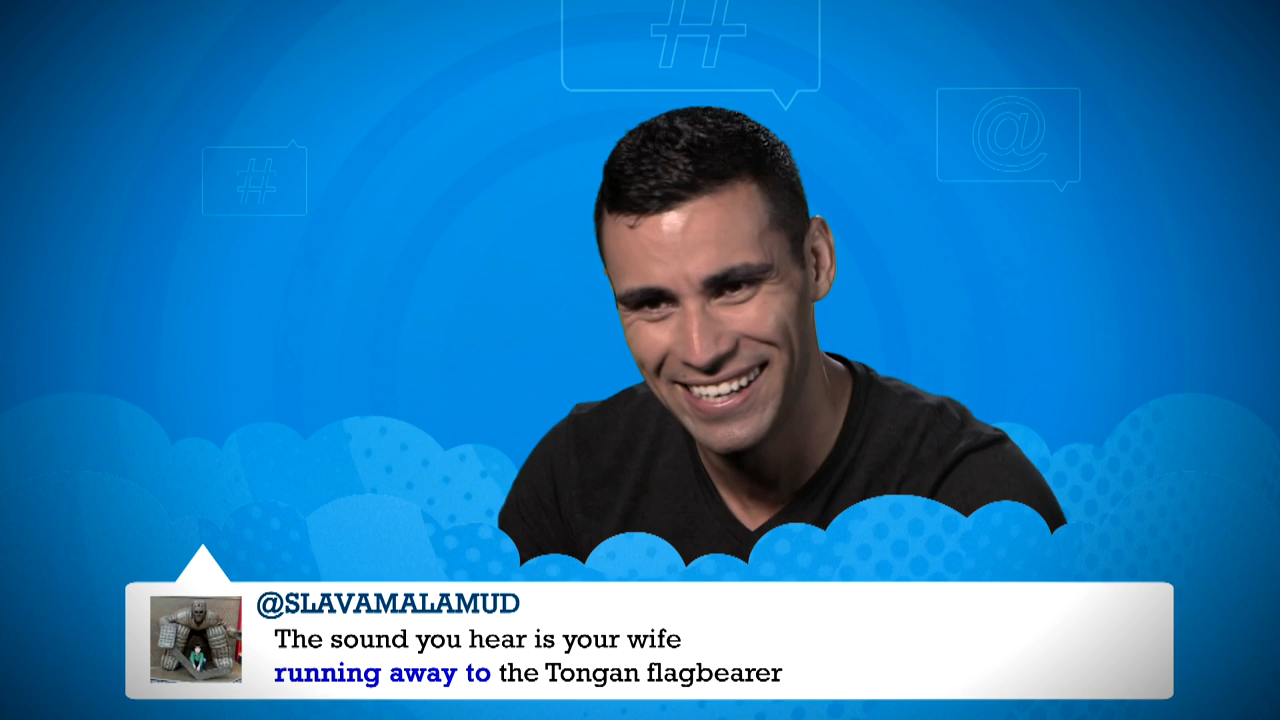 #
#
@
@SLAVAMALAMUD
The sound you hear is your wife
running away to the Tongan flagbearer